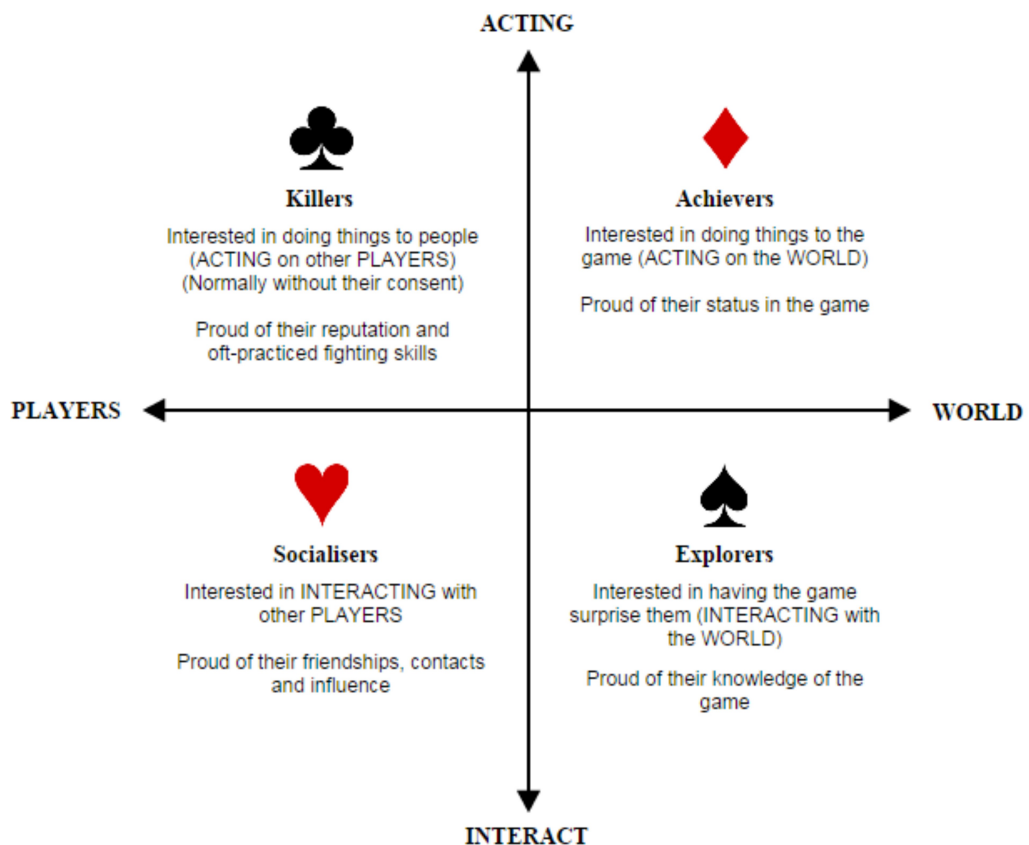 ACTING
Killers
Interested in doing things to people
(ACTING on other PLAYERS)
(Normally without their consent)
Proud of their reputation and
oft-practiced fighting skills
Achievers
Interested in doing things to the
game (ACTING on the WORLD)
Proud of their status in the game
PLAYERS
WORLD
Socialisers
Interested in INTERACTING with
other PLAYERS
Proud of their friendships, contacts
and influence
Explorers
Interested in having the game
surprise them (INTERACTING with
the WORLD)
Proud of their knowledge of the
game
INTERACT